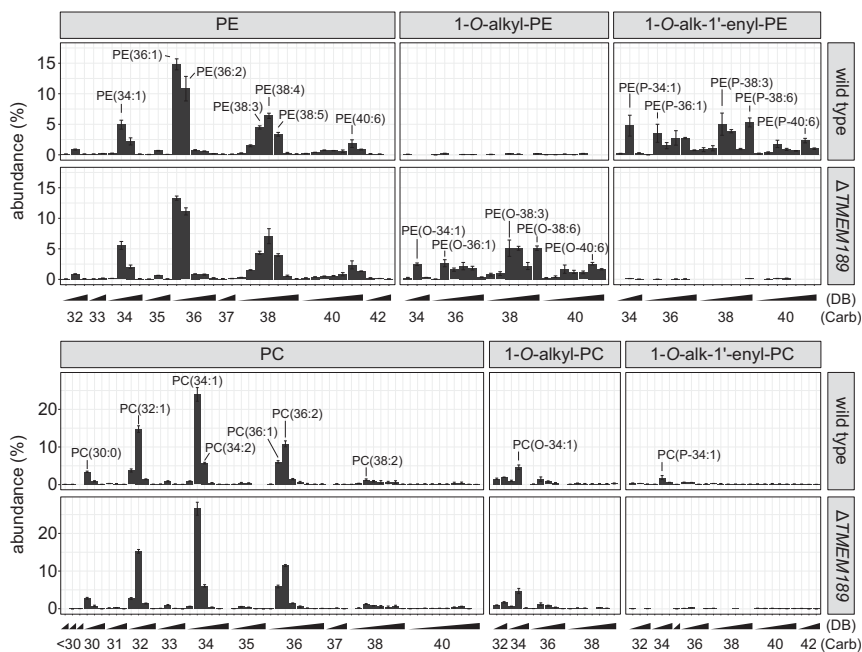 PE 1-O-alkyl-PE 1-O-alk-1'-enyl-PE
abundance (%)
15
10
5
0
PE(36:1)
PE(36:2)
PE(34:1)
PE(38:4)
PE(38:3)
PE(38:5)
PE(40:6)
PE(P-34:1)
PE(P-36:1)
PE(P-38:3)
PE(P-38:6)
PE(P-40:6)
wild type
abundance (%)
15
10
5
0
PE(O-34:1)
PE(O-36:1)
PE(O-38:3)
PE(O-38:6)
PE(O-40:6)
ΔTMEM189
(DB)
32 33 34 35 36 37 38 40 42 34 36 38 40 34 36 38 40 (Carb)
PC 1-O-alkyl-PC 1-O-alk-1'-enyl-PC
abundance (%)
20
10
0
PC(34:1)
PC(32:1)
PC(30:0)
PC(34:2)
PC(36:1)
PC(36:2)
PC(38:2)
PC(O-34:1)
PC(P-34:1)
wild type
abundance (%)
20
10
0
ΔTMEM189
(DB)
<30 30 31 32 33 34 35 36 37 38 40 32 34 36 38 32 34 36 38 40 42 (Carb)